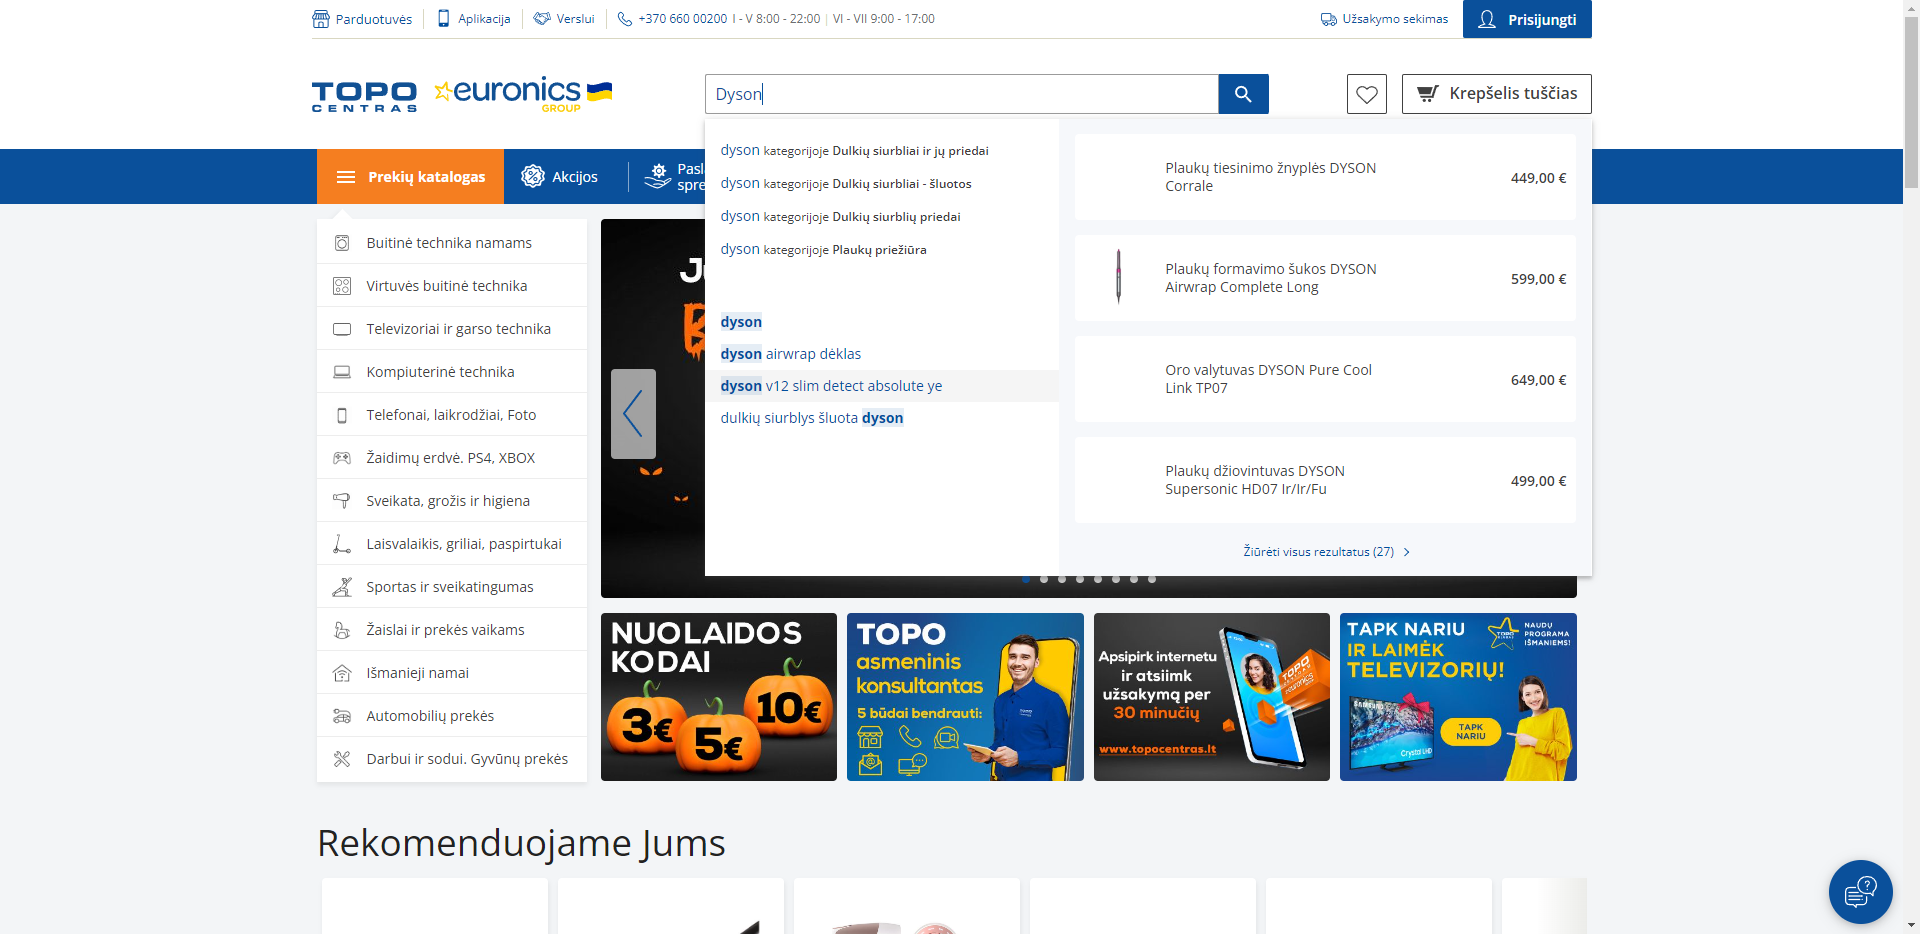 Parduotuvės
Aplikacija
Verslui
+370 660 00200 I - V 8:00 - 22:00 | VI - VII 9:00 - 17:00
Užsakymo sekimas
Prisijungti
TOPO
CENTRAS
euronics
GROUP
Dyson
Krepšelis tuščias
Prekių katalogas
Akcijos
dyson kategorijoje Dulkių siurbliai ir jų priedai
dyson kategorijoje Dulkių siurbliai - šluotos
dyson kategorijoje Dulkių siurblių priedai
dyson kategorijoje Plaukų priežiūra
dyson
dyson airwrap dėklas
dyson v12 slim detect absolute ye
dulkių siurblys šluota dyson
Plaukų tiesinimo žnyplės DYSON
Corrale
449,00 €
Plaukų formavimo šukos DYSON
Airwrap Complete Long
599,00 €
Oro valytuvas DYSON Pure Cool
Link TP07
649,00 €
Plaukų džiovintuvas DYSON
Supersonic HD07 Ir/Ir/Fu
499,00 €
Žiūrėti visus rezultatus (27)
Buitinė technika namams
Virtuvės buitinė technika
Televizoriai ir garso technika
Kompiuterinė technika
Telefonai, laikrodžiai, Foto
Žaidimų erdvė. PS4, XBOX
Sveikata, grožis ir higiena
Laisvalaikis, griliai, paspirtukai
Sportas ir sveikatingumas
Žaislai ir prekės vaikams
Išmanieji namai
Automobilių prekės
Darbui ir sodui. Gyvūnų prekės
NUOLAIDOS
KODAI
3€
5€
10€
TOPO
asmeninis
konsultantas
5 būdai bendrauti:
Apsipirk internetu
ir atsiimk
užsakymą per
30 minučių
www.topocentras.lt
TOPO
euronics
TAPK NARIU
IR LAIMĖK
TELEVIZORIŲ!
NAUDŲ
PROGRAMA
IŠMANIEMS!
SAMSUNG
Crystal UHD
TAPK
NARIU
Rekomenduojame Jums